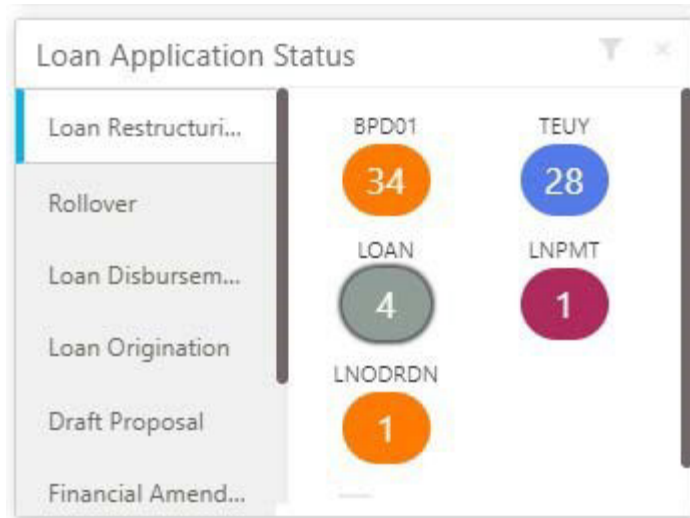 Loan Application Status
Loan Restructuri...
Rollover
Loan Disbursem...
Loan Origination
Draft Proposal
Financial Amend...
BPD01 TEUY
34 28
LOAN LNPMT
4 1
LNODRDN
1